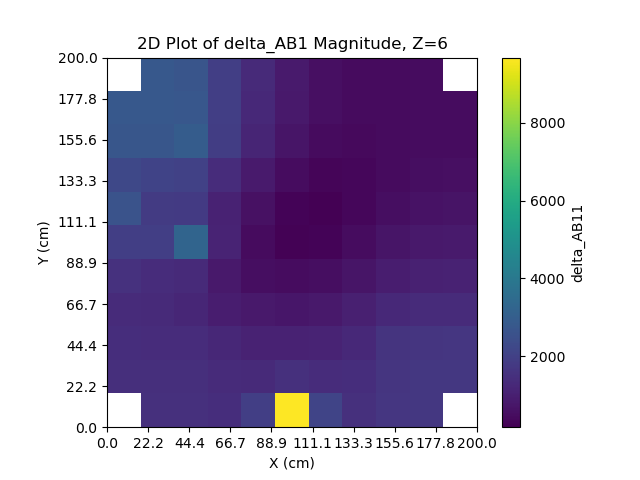 2D Plot of delta_AB1 Magnitude, Z=6
200.0
177.8
155.6
133.3
111.1
88.9
66.7
44.4
22.2
0.0
Y (cm)
0.0 22.2 44.4 66.7 88.9 111.1 133.3 155.6 177.8 200.0
X (cm)
8000
6000
4000
2000
delta_AB11